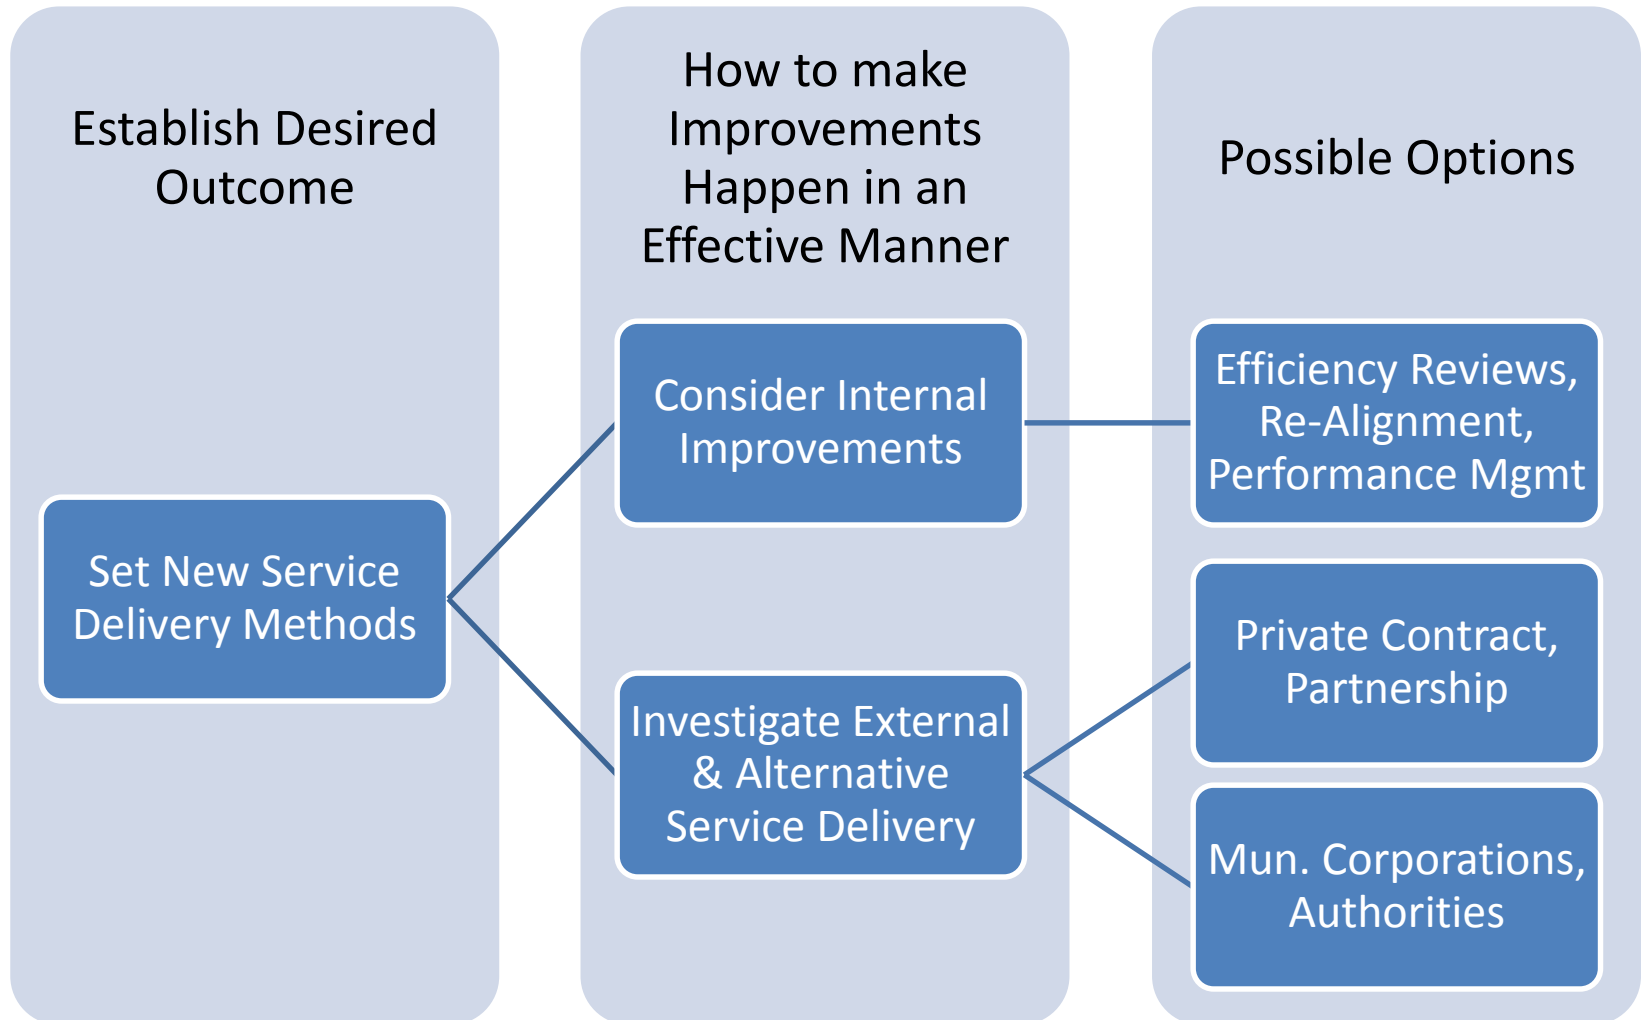 Establish Desired
Outcome
Set New Service
Delivery Methods
How to make
Improvements
Happen in an
Effective Manner
Consider Internal
Improvements
Investigate External
& Alternative
Service Delivery
Possible Options
Efficiency Reviews,
Re-Alignment,
Performance Mgmt
Private Contract,
Partnership
Mun. Corporations,
Authorities